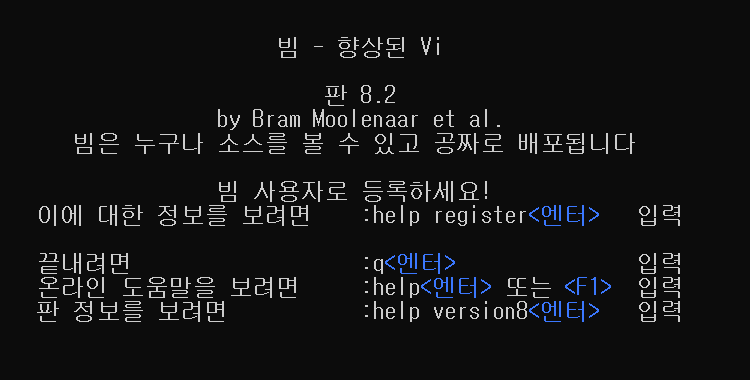 빔 - 향상된 Vi
판 8.2
by Bram Moolenaar et al.
빔은 누구나 소스를 볼 수 있고 공짜로 배포됩니다
빔 사용자로 등록하세요!
이에 대한 정보를 보려면 :help register<엔터> 입력
끝내려면 :q<엔터> 입력
온라인 도움말을 보려면 :help<엔터> 또는 <F1> 입력
판 정보를 보려면 :help version8<엔터> 입력